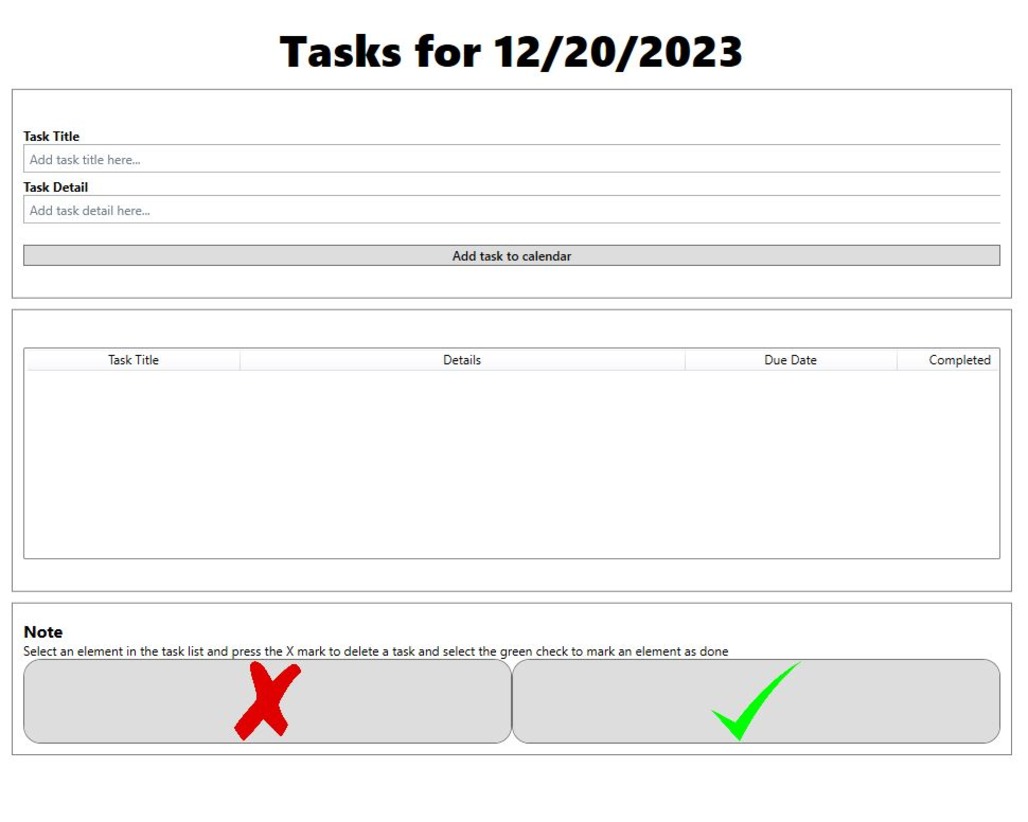 Tasks for 12/20/2023
Task Title
Add task title here...
Task Detail
Add task detail here...
Add task to calendar
Task Title Details Due Date Completed
Note
Select an element in the task list and press the X mark to delete a task and select the green check to mark an element as done